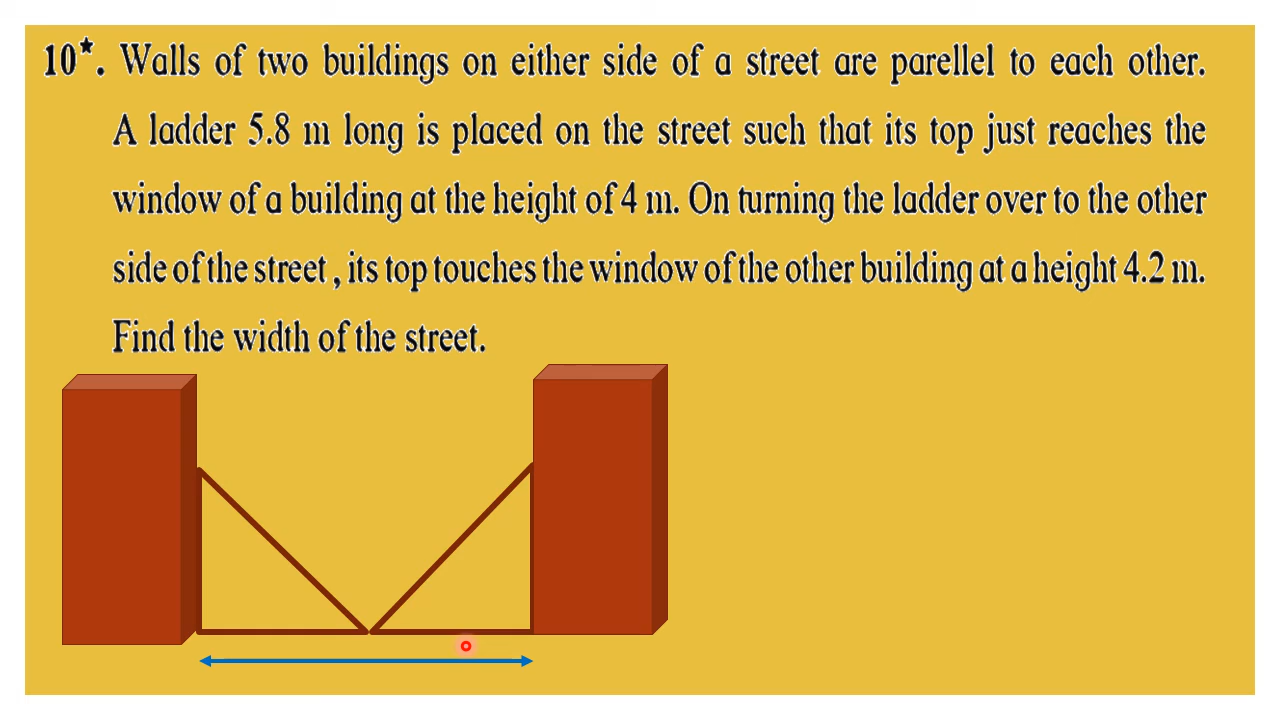 10★. Walls of two buildings on either side of a street are parellel to each other.
A ladder 5.8 m long is placed on the street such that its top just reaches the
window of a building at the height of 4 m. On turning the ladder over to the other
side of the street , its top touches the window of the other building at a height 4.2 m.
Find the width of the street.